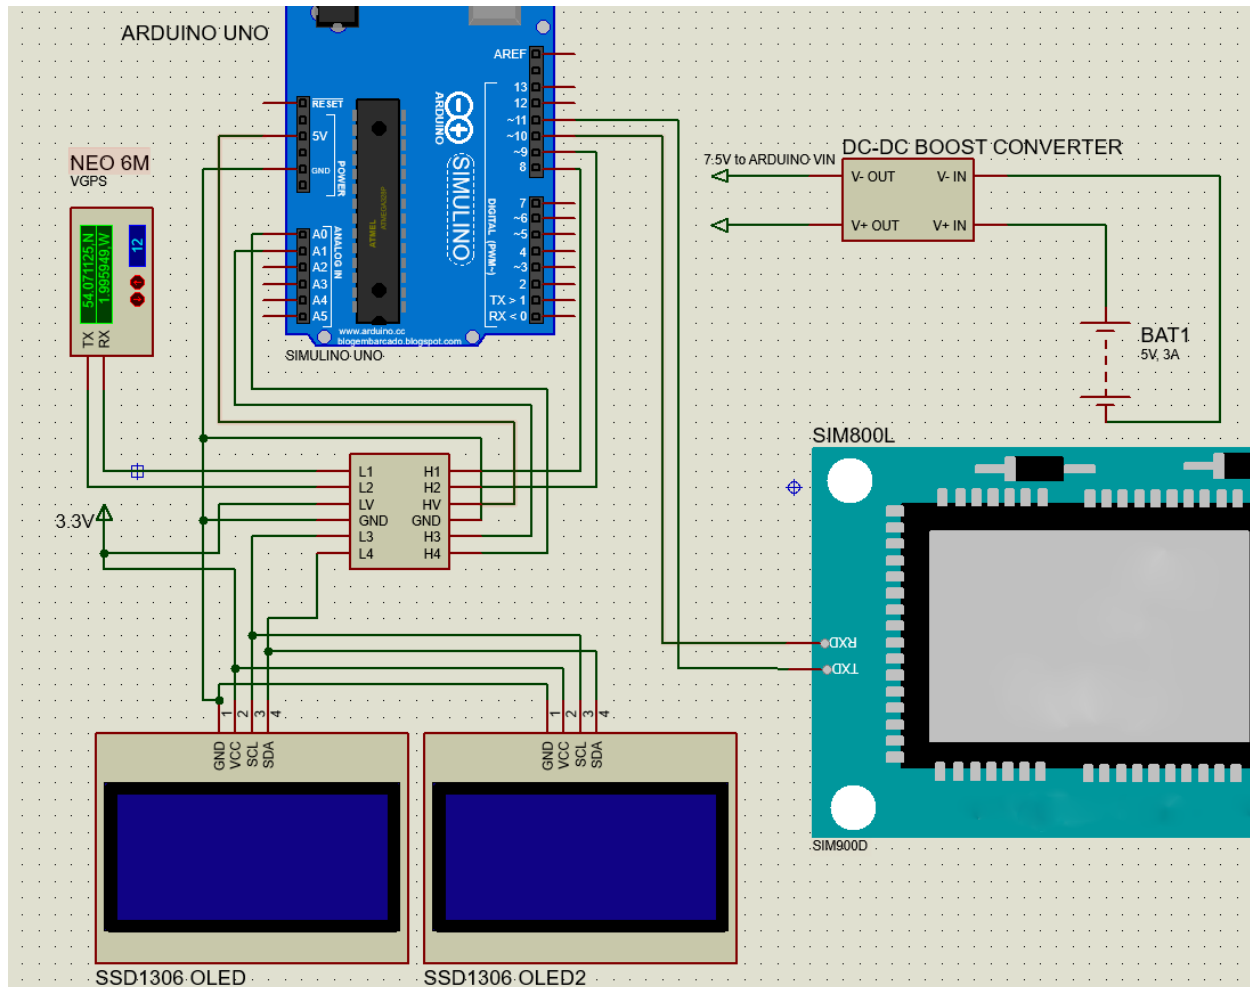 ARDUINO UNO
AREF
13
12
~11
~10
~9
8
RESET
5V
GND
POWER
ARDUINO
SIMULINO
ATMEL
ATMEGA328P
DIGITAL (PWM~)
7
~6
~5
4
~3
2
TX > 1
RX < 0
A0
A1
A2
A3
A4
A5
ANALOG IN
www.arduino.cc
blogembarcado.blogspot.com
SIMULINO UNO
NEO 6M
VGPS
54.071125,N
1.995949,W
12
TX
RX
DC-DC BOOST CONVERTER
7.5V to ARDUINO VIN
V- OUT
V- IN
V+ OUT
V+ IN
BAT1
5V, 3A
SIM800L
RXD
TXD
SIM900D
3.3V
L1
L2
LV
GND
L3
L4
H1
H2
HV
GND
H3
H4
1
2
3
4
GND
VCC
SCL
SDA
1
2
3
4
GND
VCC
SCL
SDA
SSD1306 OLED
SSD1306 OLED2